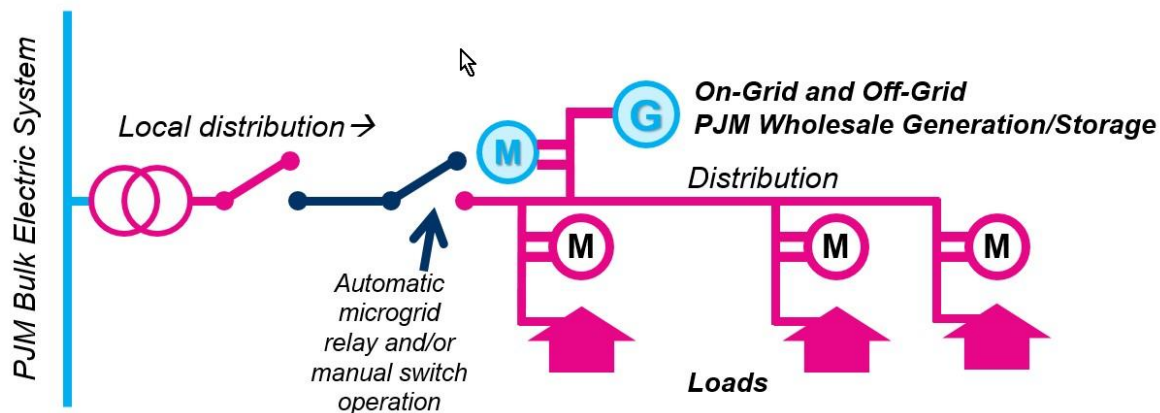 PJM Bulk Electric System
Local distribution →
M
G
On-Grid and Off-Grid
PJM Wholesale Generation/Storage
Distribution
M
M
M
Automatic
microgrid
relay and/or
manual switch
operation
Loads